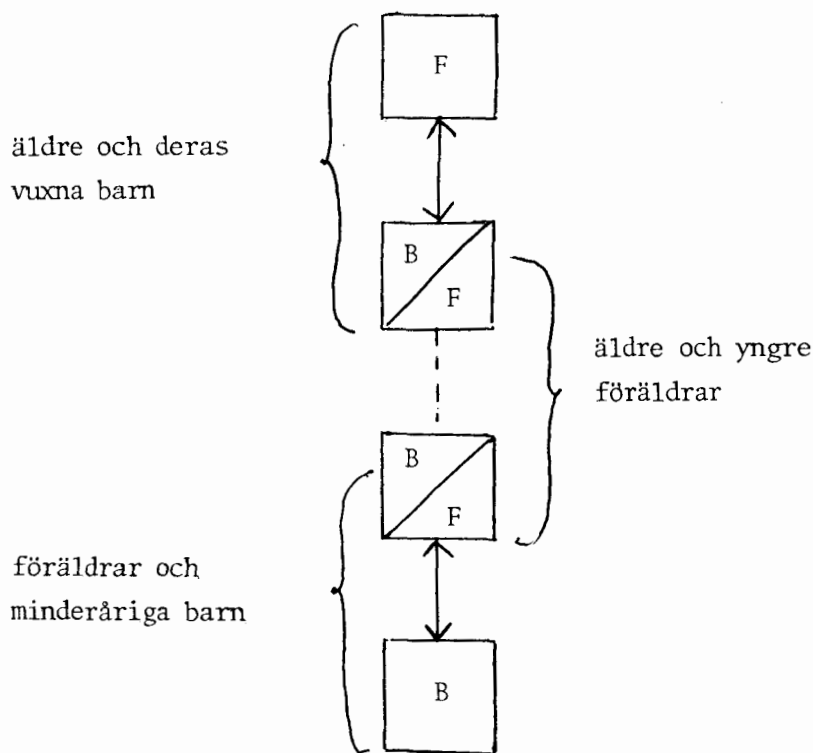 F
äldre och deras
vuxna barn
B
F
äldre och yngre
föräldrar
B
F
föräldrar och
minderåriga barn
B